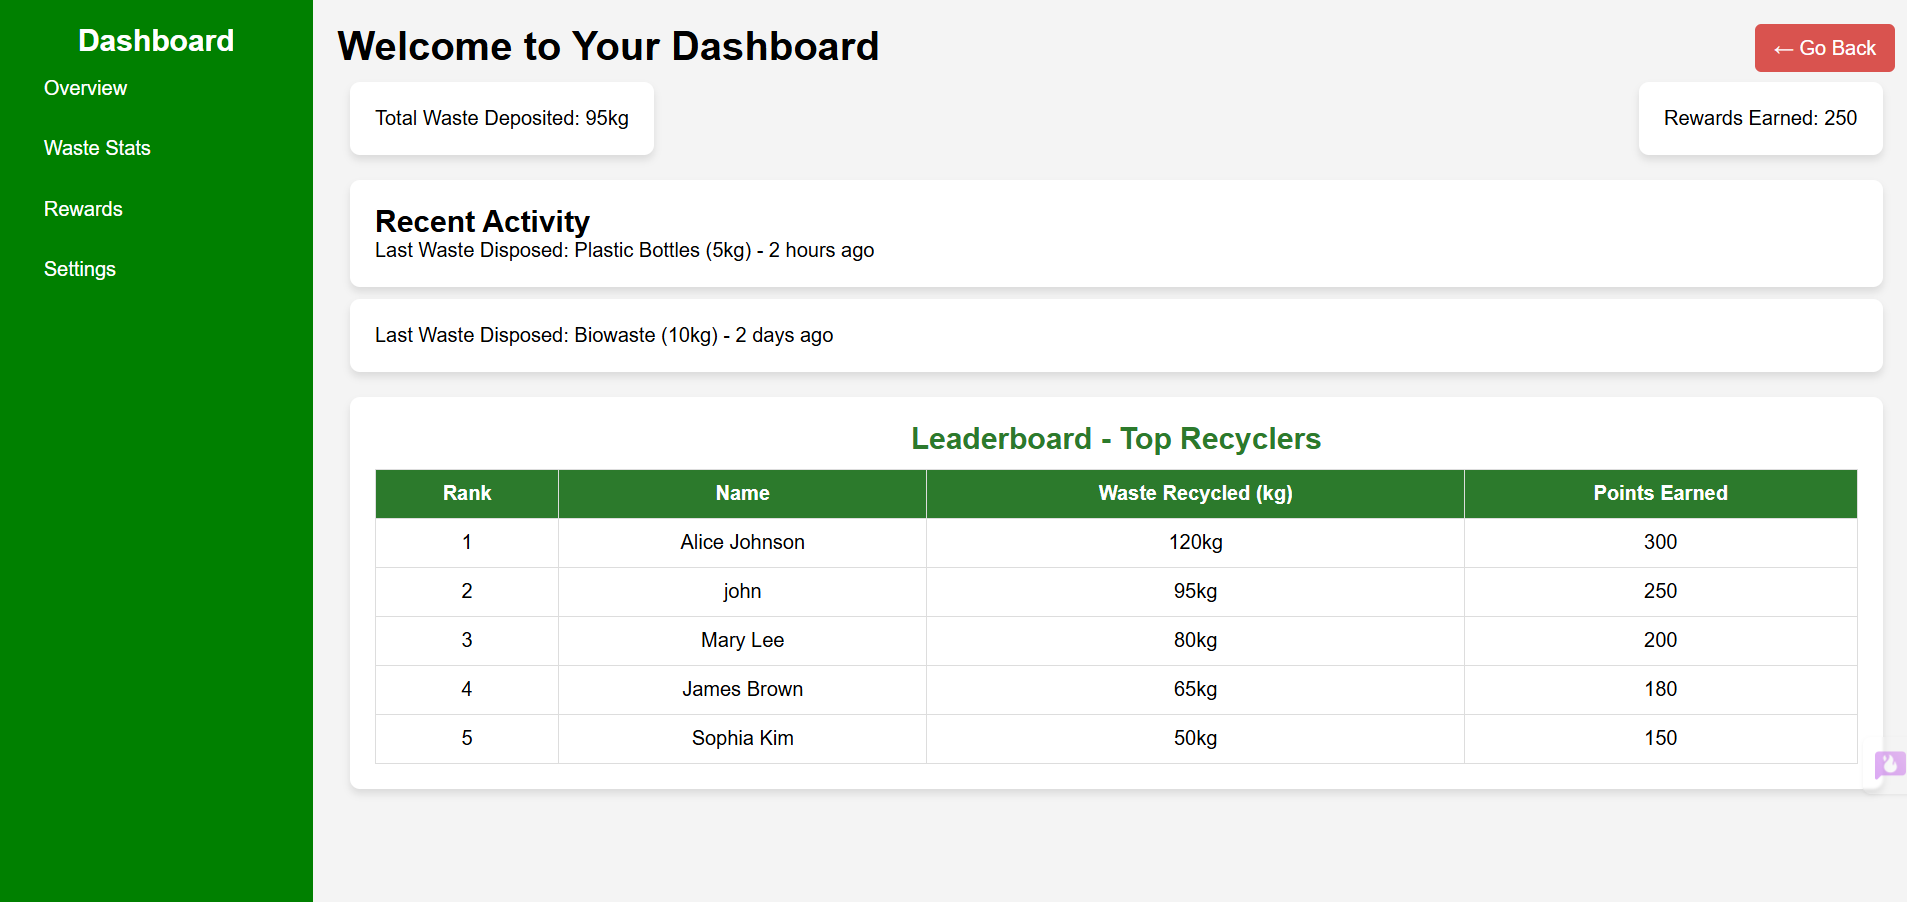 Dashboard
Overview
Waste Stats
Rewards
Settings
Welcome to Your Dashboard
← Go Back
Total Waste Deposited: 95kg
Rewards Earned: 250
Recent Activity
Last Waste Disposed: Plastic Bottles (5kg) - 2 hours ago
Last Waste Disposed: Biowaste (10kg) - 2 days ago
Leaderboard - Top Recyclers
Rank Name Waste Recycled (kg) Points Earned
1 Alice Johnson 120kg 300
2 john 95kg 250
3 Mary Lee 80kg 200
4 James Brown 65kg 180
5 Sophia Kim 50kg 150